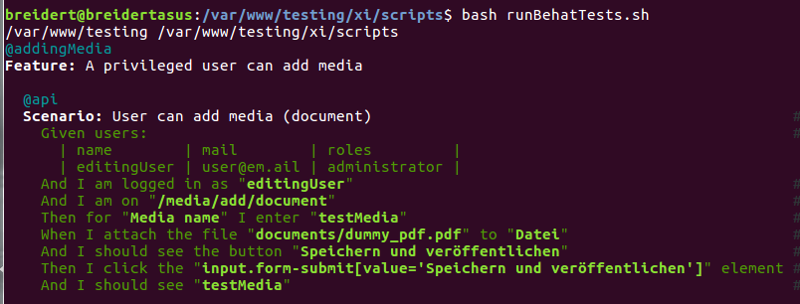 breidert@breidertasus:/var/www/testing/xi/scripts$ bash runBehatTests.sh
/var/www/testing /var/www/testing/xi/scripts
@addingMedia
Feature: A privileged user can add media
@api
Scenario: User can add media (document) #
Given users: #
| name | mail | roles |
| editingUser | user@em.ail | administrator |
And I am logged in as "editingUser" #
And I am on "/media/add/document" #
Then for "Media name" I enter "testMedia" #
When I attach the file "documents/dummy_pdf.pdf" to "Datei" #
And I should see the button "Speichern und veröffentlichen" #
Then I click the "input.form-submit[value='Speichern und veröffentlichen']" element #
And I should see "testMedia" #